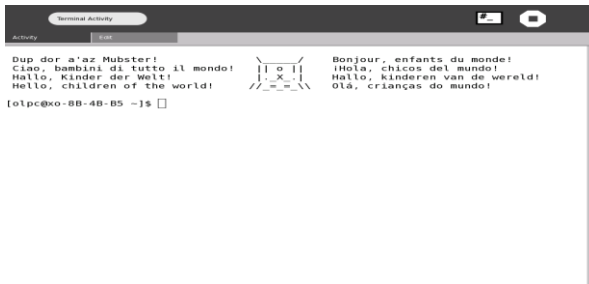 Terminal Activity
#_
Activity Edit
Dup dor a'az Mubster! \_____/ Bonjour, enfants du monde!
Ciao, bambini di tutto il mondo! || o || ¡Hola, chicos del mundo!
Hallo, Kinder der Welt! |._X_.| Hallo, kinderen van de wereld!
Hello, children of the world! //_=_=_\\ Olá, crianças do mundo!
[olpc@xo-8B-4B-B5 ~]$